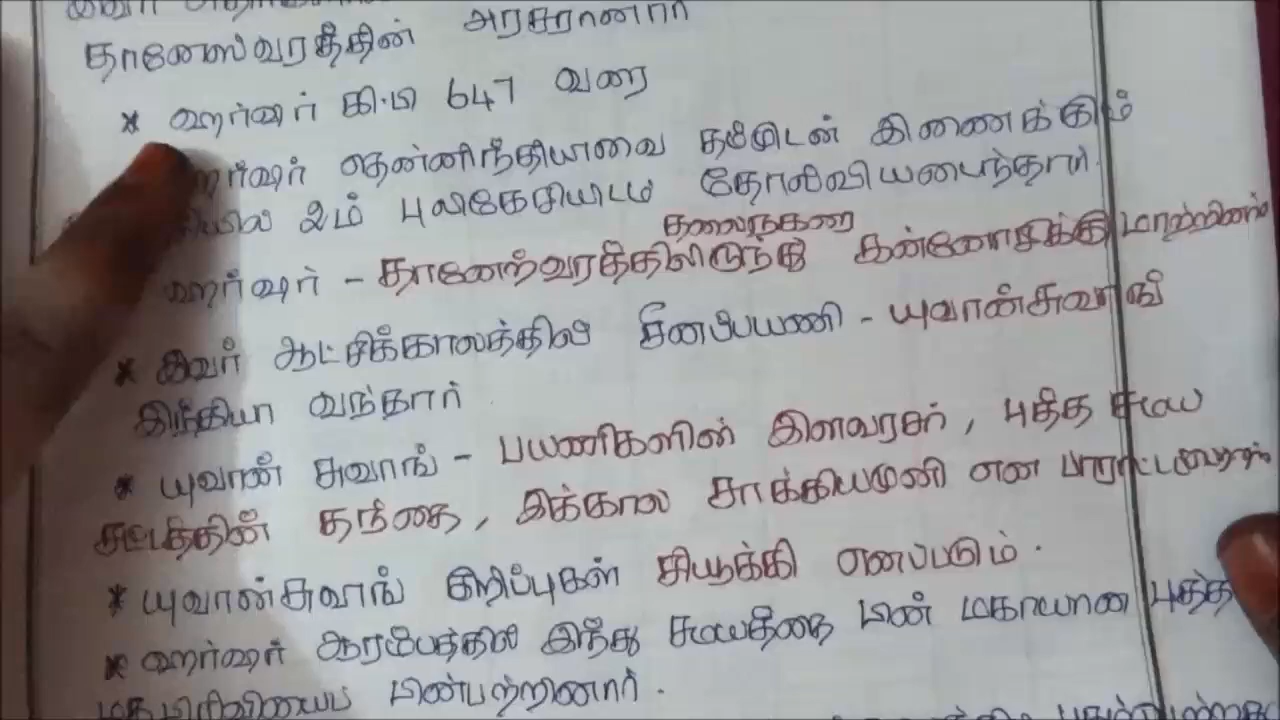 தானேஸ்வரத்தின் அரசரானார்
* ஹர்ஷர் கி.பி 647 வரை
ஹர்ஷர் தென்னிந்தியாவை தம்முடன் இணைக்கும்
2ம் புலிகேசியிடம் தோல்வியடைந்தார்.
தலைநகரை
ஹர்ஷர் - தானேஸ்வரத்திலிருந்து கன்னோசிக்கு மாற்றினார்
* இவர் ஆட்சிக்காலத்தில் சீனப்பயணி - யுவான்சுவாங்
இந்தியா வந்தார்
* யுவான் சுவாங் - பயணிகளின் இளவரசர், புத்த சமய
சட்டத்தின் தந்தை, இக்கால சாக்கியமுனி என பாராட்டபெற்றார்
* யுவான்சுவாங் குறிப்புகள் சியூக்கி எனப்படும்.
* ஹர்ஷர் ஆரம்பத்தில் இந்து சமயத்தை பின் மகாயான புத்த
மதபிரிவினைப் பின்பற்றினார்.